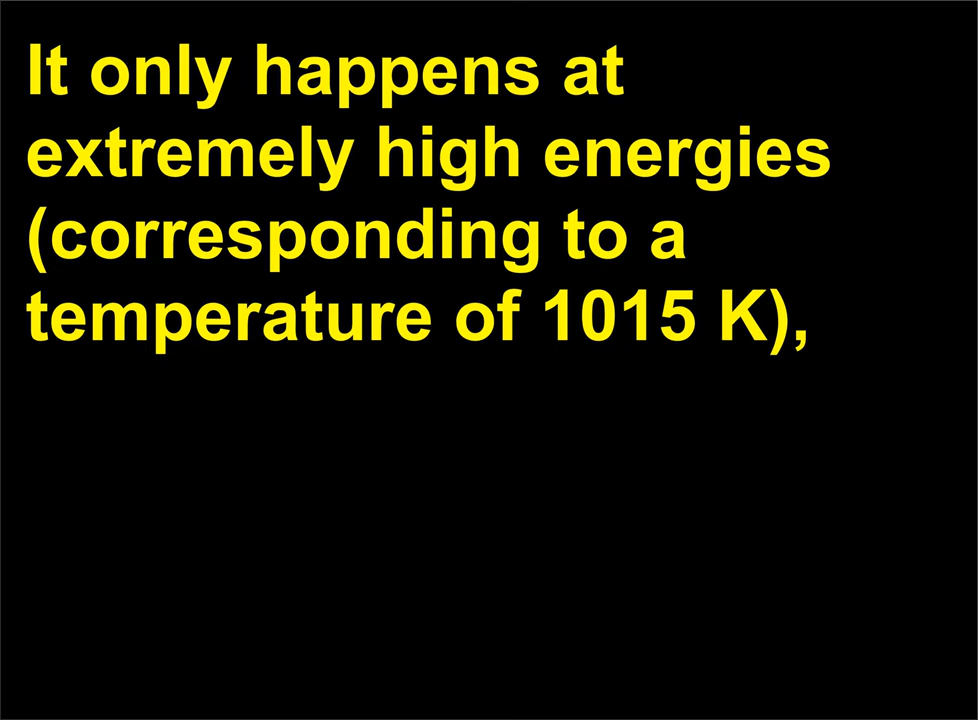 It only happens at
extremely high energies
(corresponding to a
temperature of 1015 K),